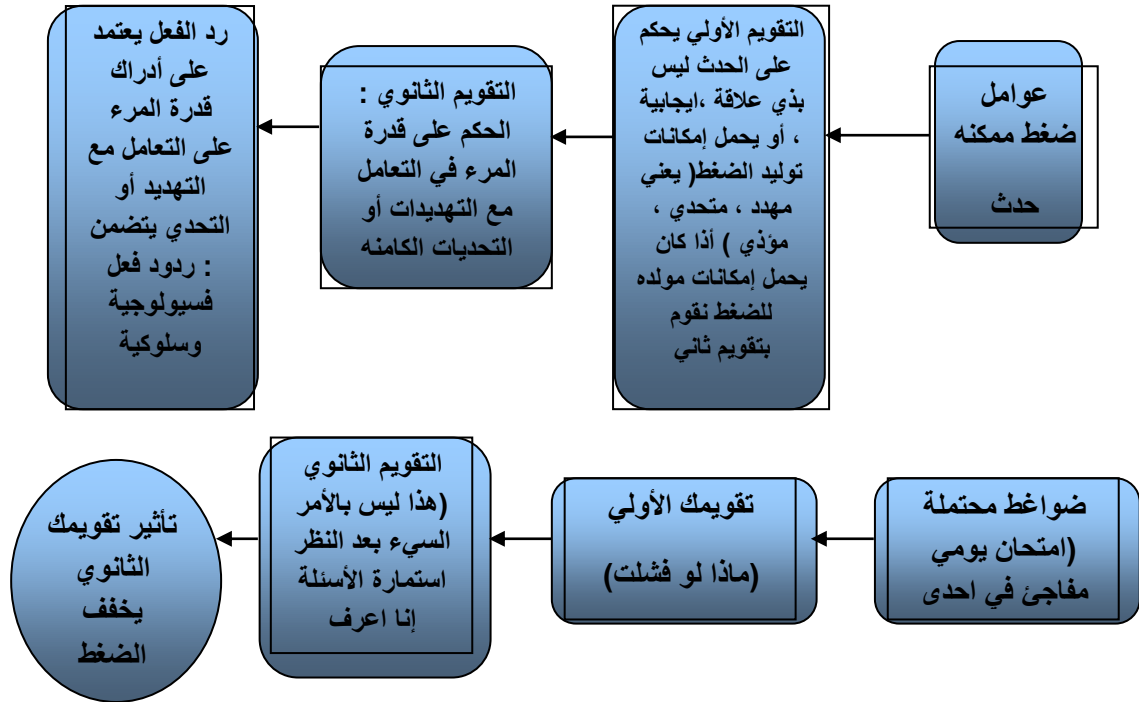 عوامل
ضغط ممكنه
حدث
التقويم الأولي يحكم
على الحدث ليس
بذي علاقة ،ايجابية
، أو يحمل إمكانات
توليد الضغط( يعني
مهدد ، متحدي ،
مؤذي ) أذا كان
يحمل إمكانات مولده
للضغط نقوم
بتقويم ثاني
التقويم الثانوي :
الحكم على قدرة
المرء في التعامل
مع التهديدات أو
التحديات الكامنه
رد الفعل يعتمد
على أدراك
قدرة المرء
على التعامل مع
التهديد أو
التحدي يتضمن
: ردود فعل
فسيولوجية
وسلوكية
ضواغط محتملة
(امتحان يومي
مفاجئ في احدى
تقويمك الأولي
(ماذا لو فشلت)
التقويم الثانوي
(هذا ليس بالأمر
السيء بعد النظر
استمارة الأسئلة
إنا اعرف
تأثير تقويمك
الثانوي
يخفف
الضغط